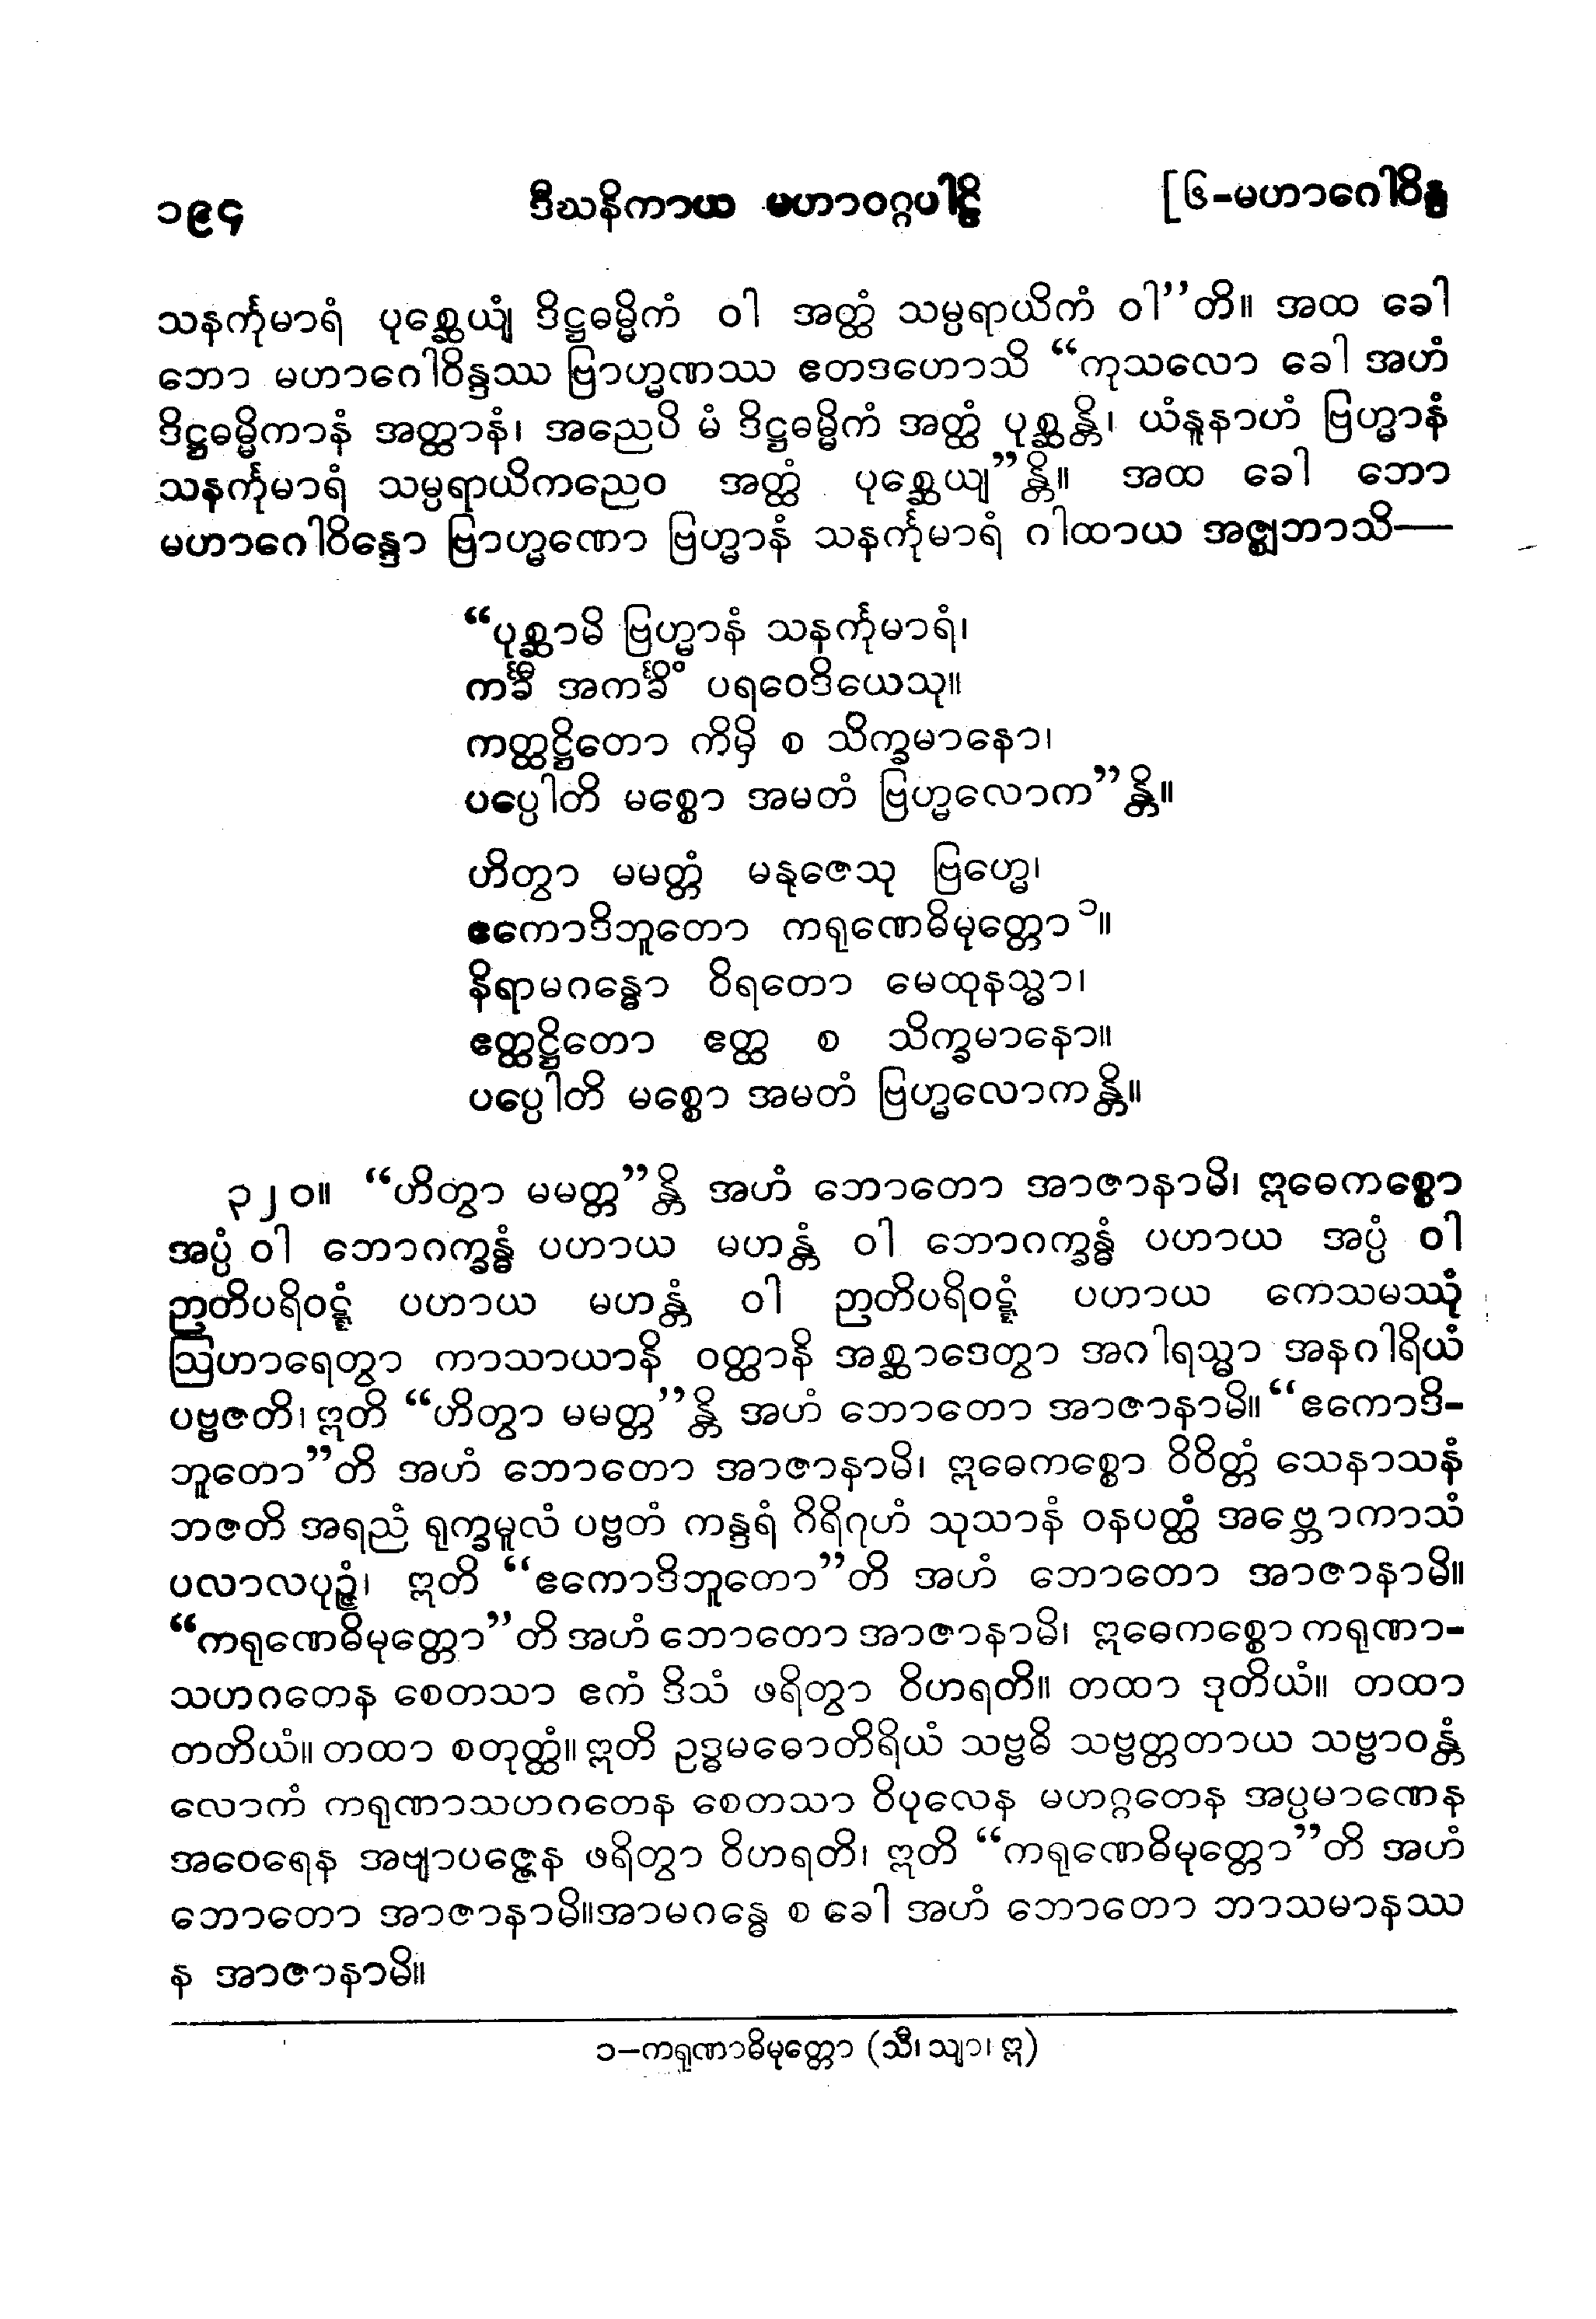 ၁၉၄ ဒီဃနိကာယ မဟာဝဂ္ဂပါဠိ [၆-မဟာဂေါဝိန္ဒ
သနင်္ကုမာရံ ပုစ္ဆေယျံ ဒိဋ္ဌဓမ္မိကံ ဝါ အတ္ထံ သမ္ပရာယိကံ ဝါ”တိ။ အထ ခေါ
ဘော မဟာဂေါဝိန္ဒဿ ဗြာဟ္မဏဿ ဧတဒဟောသိ “ကုသလော ခေါ အဟံ
ဒိဋ္ဌဓမ္မိကာနံ အတ္ထာနံ၊ အညေပိ မံ ဒိဋ္ဌဓမ္မိကံ အတ္ထံ ပုစ္ဆန္တိ၊ ယံနူနာဟံ ဗြဟ္မာနံ
သနင်္ကုမာရံ သမ္ပရာယိကညေဝ အတ္ထံ ပုစ္ဆေယျ”န္တိ။ အထ ခေါ ဘော
မဟာဂေါဝိန္ဒော ဗြာဟ္မဏော ဗြဟ္မာနံ သနင်္ကုမာရံ ဂါထာယ အဇ္ဈဘာသိ—
“ပုစ္ဆာမိ ဗြဟ္မာနံ သနင်္ကုမာရံ၊
ကင်္ခီ အကင်္ခိံ ပရဝေဒိယေသု။
ကတ္ထဋ္ဌိတော ကိမှိ စ သိက္ခမာနော၊
ပပ္ပေါတိ မစ္စော အမတံ ဗြဟ္မလောက”န္တိ။
ဟိတွာ မမတ္တံ မနုဇေသု ဗြဟ္မေ၊
ဧကောဒိဘူတော ကရုဏေဓိမုတ္တော၁။
နိရာမဂန္ဓော ဝိရတော မေထုနသ္မာ၊
ဧတ္ထဋ္ဌိတော ဧတ္ထ စ သိက္ခမာနော။
ပပ္ပေါတိ မစ္စော အမတံ ဗြဟ္မလောကန္တိ။
၃၂၀။ “ဟိတွာ မမတ္တ”န္တိ အဟံ ဘောတော အာဇာနာမိ၊ ဣဓေကစ္စော
အပ္ပံ ဝါ ဘောဂက္ခန္ဓံ ပဟာယ မဟန္တံ ဝါ ဘောဂက္ခန္ဓံ ပဟာယ အပ္ပံ ဝါ
ဉာတိပရိဝဋ္ဋံ ပဟာယ မဟန္တံ ဝါ ဉာတိပရိဝဋ္ဋံ ပဟာယ ကေသမဿုံ
ဩဟာရေတွာ ကာသာယာနိ ဝတ္ထာနိ အစ္ဆာဒေတွာ အဂါရသ္မာ အနဂါရိယံ
ပဗ္ဗဇတိ၊ ဣတိ “ဟိတွာ မမတ္တ”န္တိ အဟံ ဘောတော အာဇာနာမိ။ “ဧကောဒိ-
ဘူတော”တိ အဟံ ဘောတော အာဇာနာမိ၊ ဣဓေကစ္စော ဝိဝိတ္တံ သေနာသနံ
ဘဇတိ အရညံ ရုက္ခမူလံ ပဗ္ဗတံ ကန္ဒရံ ဂိရိဂုဟံ သုသာနံ ဝနပတ္ထံ အဗ္ဘောကာသံ
ပလာလပုဉ္ဇံ၊ ဣတိ “ဧကောဒိဘူတော”တိ အဟံ ဘောတော အာဇာနာမိ။
“ကရုဏေဓိမုတ္တော”တိ အဟံ ဘောတော အာဇာနာမိ၊ ဣဓေကစ္စော ကရုဏာ-
သဟဂတေန စေတသာ ဧကံ ဒိသံ ဖရိတွာ ဝိဟရတိ။ တထာ ဒုတိယံ။ တထာ
တတိယံ။ တထာ စတုတ္ထံ။ ဣတိ ဥဒ္ဓမဓောတိရိယံ သဗ္ဗဓိ သဗ္ဗတ္တတာယ သဗ္ဗာဝန္တံ
လောကံ ကရုဏာသဟဂတေန စေတသာ ဝိပုလေန မဟဂ္ဂတေန အပ္ပမာဏေန
အဝေရေန အဗျာပဇ္ဇေန ဖရိတွာ ဝိဟရတိ၊ ဣတိ “ကရုဏေဓိမုတ္တော”တိ အဟံ
ဘောတော အာဇာနာမိ။အာမဂန္ဓေ စ ခေါ အဟံ ဘောတော ဘာသမာနဿ
န အာဇာနာမိ။
၁–ကရုဏာဓိမုတ္တော (သီ၊ သျာ၊ ဣ)